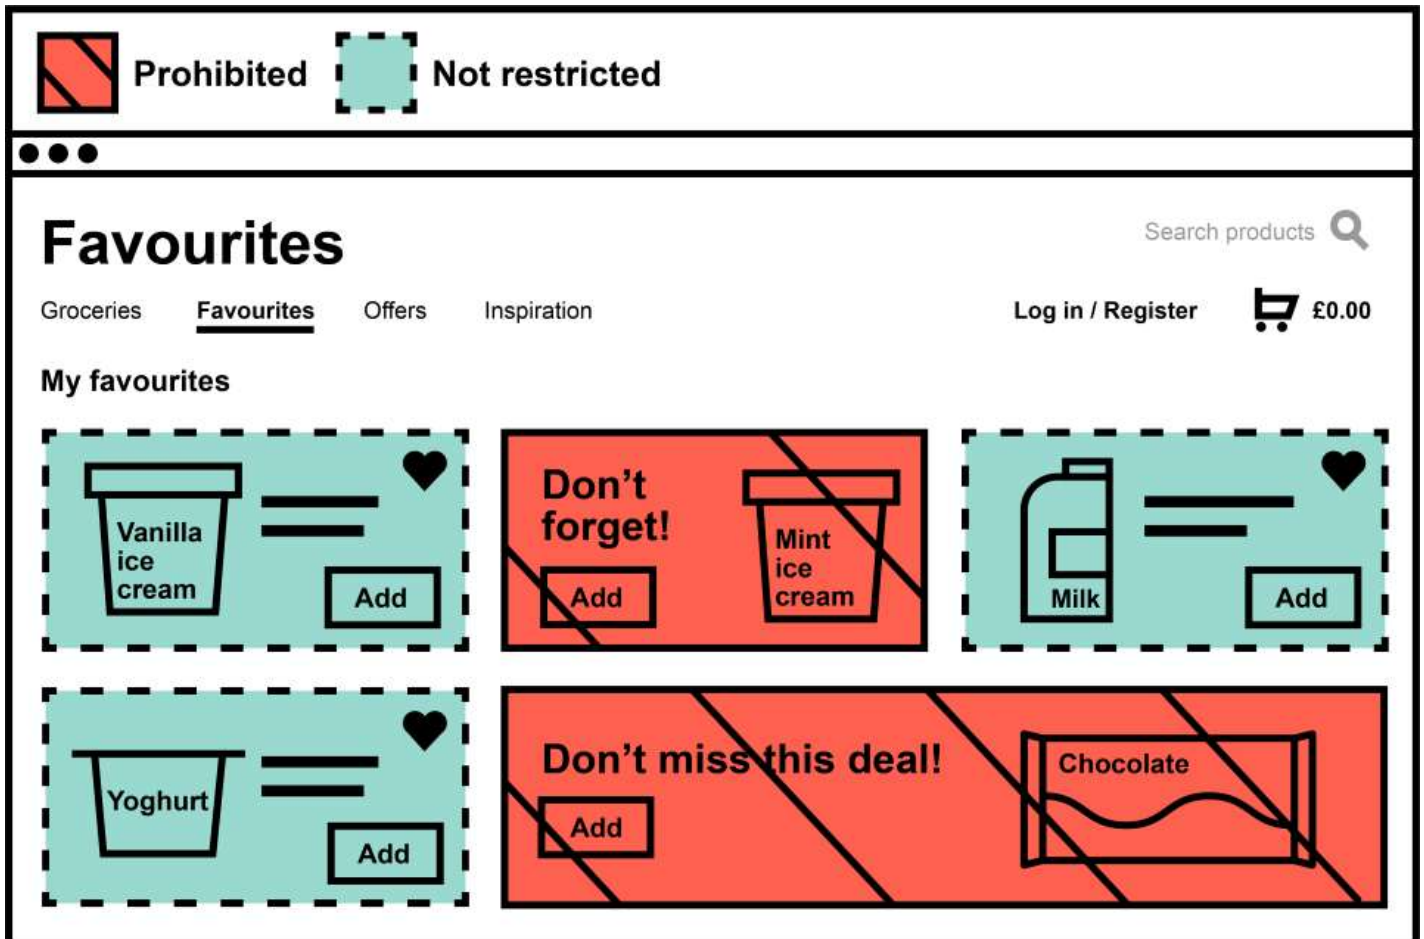 Prohibited
Not restricted
Favourites
Search products
Groceries
Favourites
Offers
Inspiration
Log in / Register
£0.00
My favourites
Vanilla
ice
cream
Add
Don't
forget!
Add
Mint
ice
cream
Milk
Add
Yoghurt
Add
Don't miss this deal!
Add
Chocolate